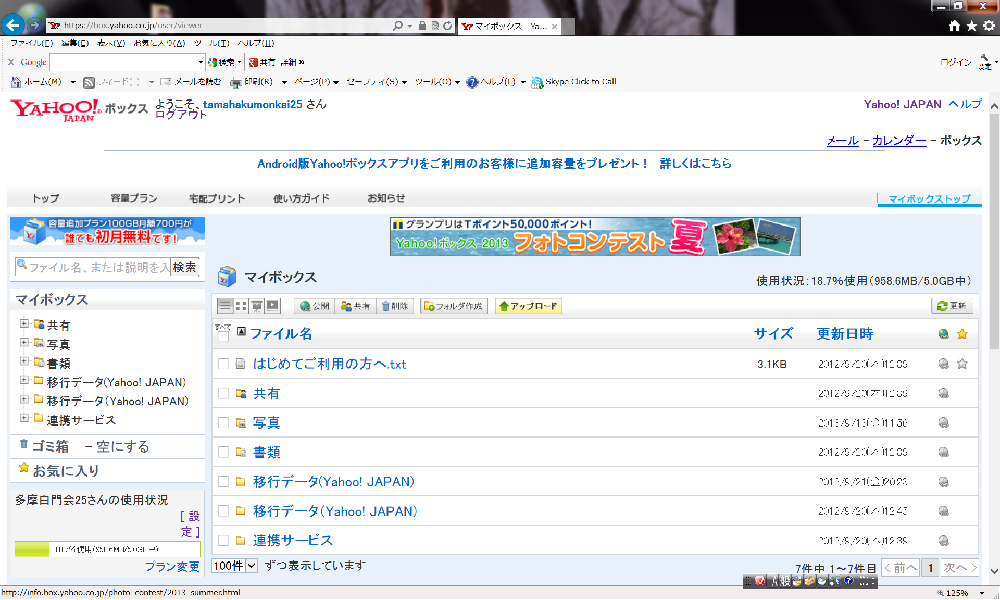 https://box.yahoo.co.jp/user/viewer
マイボックス - Ya...
ファイル(F) 編集(E) 表示(V) お気に入り(A) ツール(T) ヘルプ(H)
x Google 検索 共有 詳細 »
ログイン 設定
ホーム(M) フィード(J) メールを読む 印刷(R) ページ(P) セーフティ(S) ツール(O) ヘルプ(L) Skype Click to Call
YAHOO! JAPAN ボックス ようこそ、tamahakumonkai25 さん
ログアウト
Yahoo! JAPAN ヘルプ
メール - カレンダー - ボックス
Android版Yahoo!ボックスアプリをご利用のお客様に追加容量をプレゼント！ 詳しくはこちら
トップ 容量プラン 宅配プリント 使い方ガイド お知らせ マイボックストップ
容量追加プラン100GB月額700円が
誰でも初月無料です!
グランプリはTポイント50,000ポイント!
Yahoo!ボックス 2013 フォトコンテスト 夏
ファイル名、または説明を入 検索
マイボックス
共有
写真
書類
移行データ(Yahoo! JAPAN)
移行データ(Yahoo! JAPAN)
連携サービス
ゴミ箱 - 空にする
お気に入り
多摩白門会25さんの使用状況
[ 設
定 ]
18.7% 使用(958.6MB/5.0GB中)
プラン変更
マイボックス
使用状況：18.7%使用(958.6MB/5.0GB中)
公開 共有 削除 フォルダ作成 アップロード 更新
すべて ファイル名 サイズ 更新日時
はじめてご利用の方へ.txt 3.1KB 2012/9/20(木)12:39
共有 2012/9/20(木)12:39
写真 2013/9/13(金)11:56
書類 2012/9/20(木)12:39
移行データ(Yahoo! JAPAN) 2012/9/21(金)20:23
移行データ(Yahoo! JAPAN) 2012/9/20(木)12:45
連携サービス 2012/9/20(木)12:39
100件 ずつ表示しています
7件中 1～7件目 < 前へ 1 次へ >
A 般 CAPS KANA
http://info.box.yahoo.co.jp/photo_contest/2013_summer.html
125%